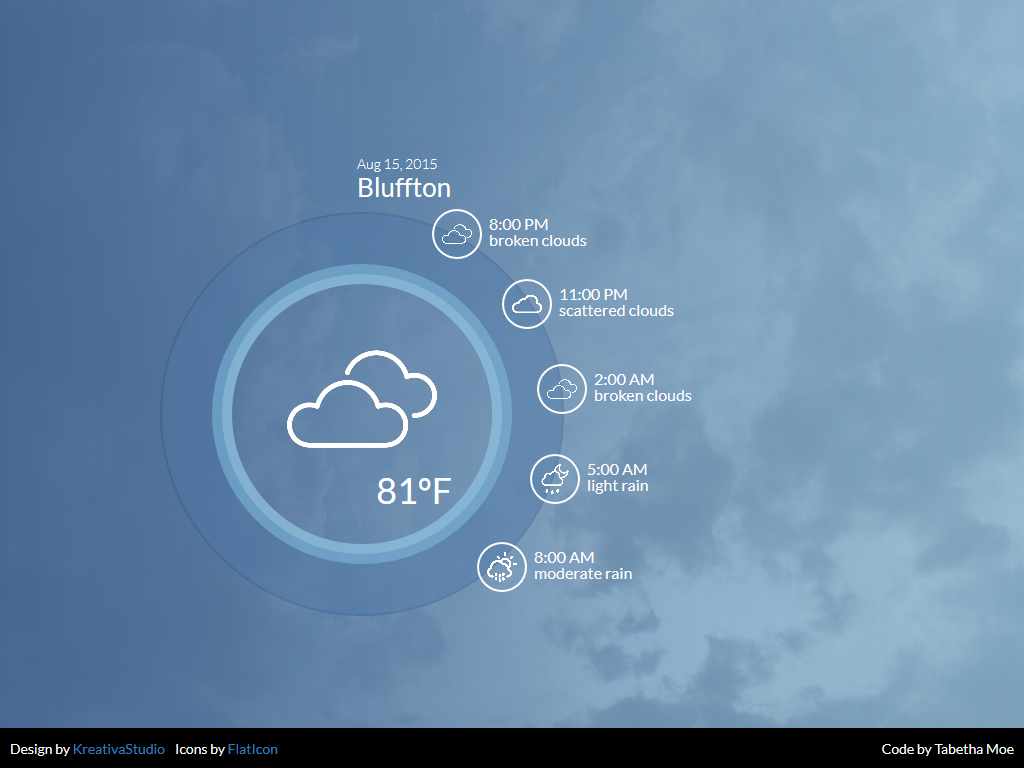 Aug 15, 2015
Bluffton
8:00 PM
broken clouds
11:00 PM
scattered clouds
2:00 AM
broken clouds
5:00 AM
light rain
8:00 AM
moderate rain
81°F
Design by KreativaStudio Icons by FlatIcon
Code by Tabetha Moe